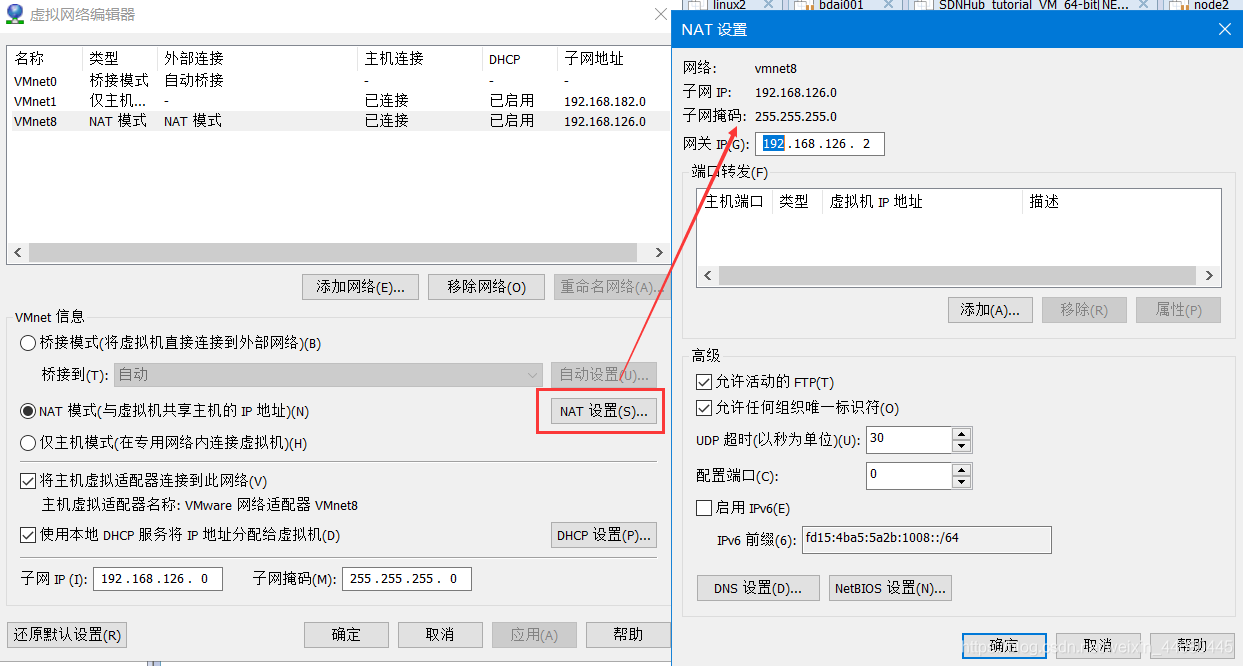 虚拟网络编辑器
名称 类型 外部连接 主机连接 DHCP 子网地址
VMnet0 桥接模式 自动桥接 - - -
VMnet1 仅主机... - 已连接 已启用 192.168.182.0
VMnet8 NAT 模式 NAT 模式 已连接 已启用 192.168.126.0
添加网络(E)... 移除网络(O) 重命名网络(A)...
VMnet 信息
桥接模式(将虚拟机直接连接到外部网络)(B)
桥接到(T): 自动 自动设置(U)...
NAT 模式(与虚拟机共享主机的 IP 地址)(N) NAT 设置(S)...
仅主机模式(在专用网络内连接虚拟机)(H)
将主机虚拟适配器连接到此网络(V)
主机虚拟适配器名称: VMware 网络适配器 VMnet8
使用本地 DHCP 服务将 IP 地址分配给虚拟机(D) DHCP 设置(P)...
子网 IP (I): 192.168.126. 0 子网掩码(M): 255.255.255. 0
还原默认设置(R) 确定 取消 应用(A) 帮助
linux2 bdai001 SDNHub_tutorial_VM_64-bit NE... node2
NAT 设置
网络: vmnet8
子网 IP: 192.168.126.0
子网掩码: 255.255.255.0
网关 IP(G): 192.168.126. 2
端口转发(F)
主机端口 类型 虚拟机 IP 地址 描述
添加(A)... 移除(R) 属性(P)
高级
允许活动的 FTP(T)
允许任何组织唯一标识符(O)
UDP 超时(以秒为单位)(U): 30
配置端口(C): 0
启用 IPv6(E)
IPv6 前缀(6): fd15:4ba5:5a2b:1008::/64
DNS 设置(D)... NetBIOS 设置(N)...
确定 取消 帮助